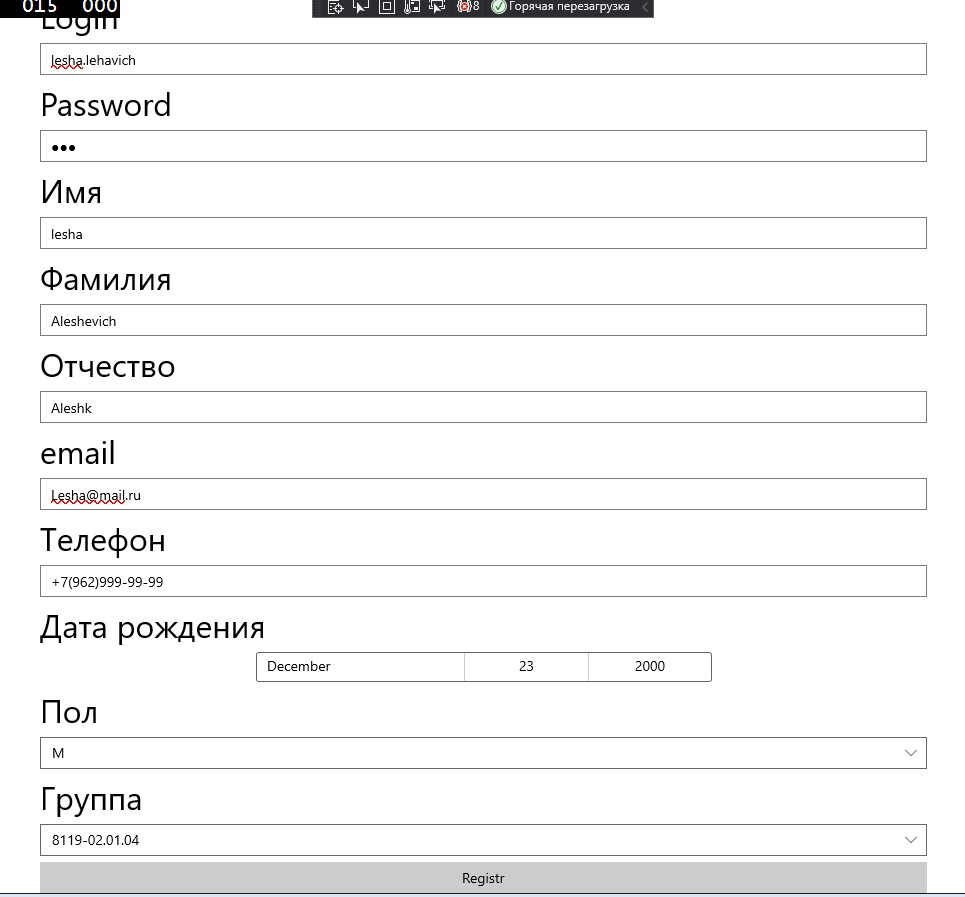 015 000
8 Горячая перезагрузка
Login
lesha.lehavich
Password
•••
Имя
lesha
Фамилия
Aleshevich
Отчество
Aleshk
email
Lesha@mail.ru
Телефон
+7(962)999-99-99
Дата рождения
December 23 2000
Пол
М
Группа
8119-02.01.04
Registr